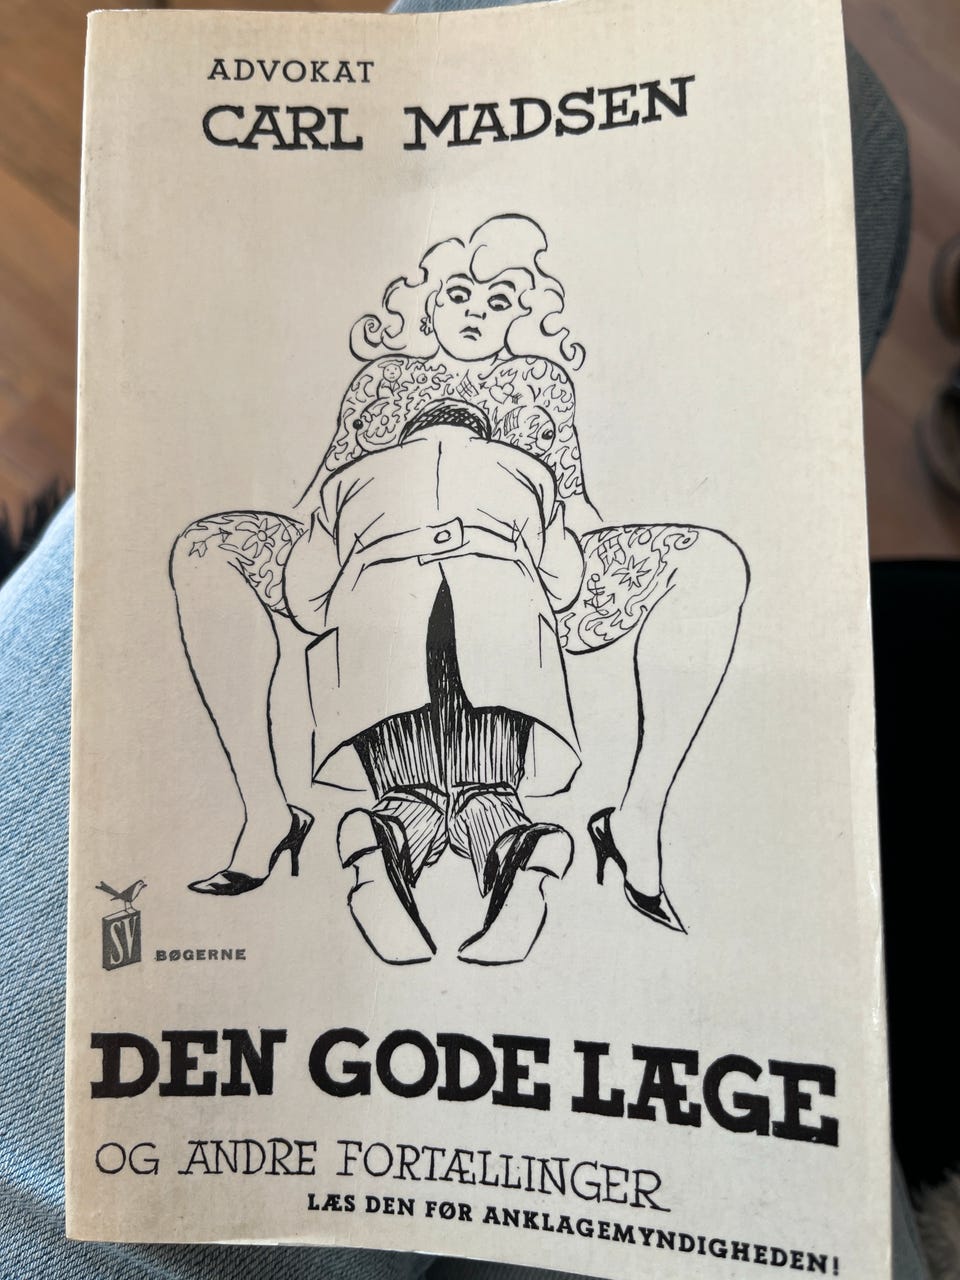 ADVOKAT
CARL MADSEN
SV BØGERNE
DEN GODE LÆGE
OG ANDRE FORTÆLLINGER
LÆS DEN FØR ANKLAGEMYNDIGHEDEN!